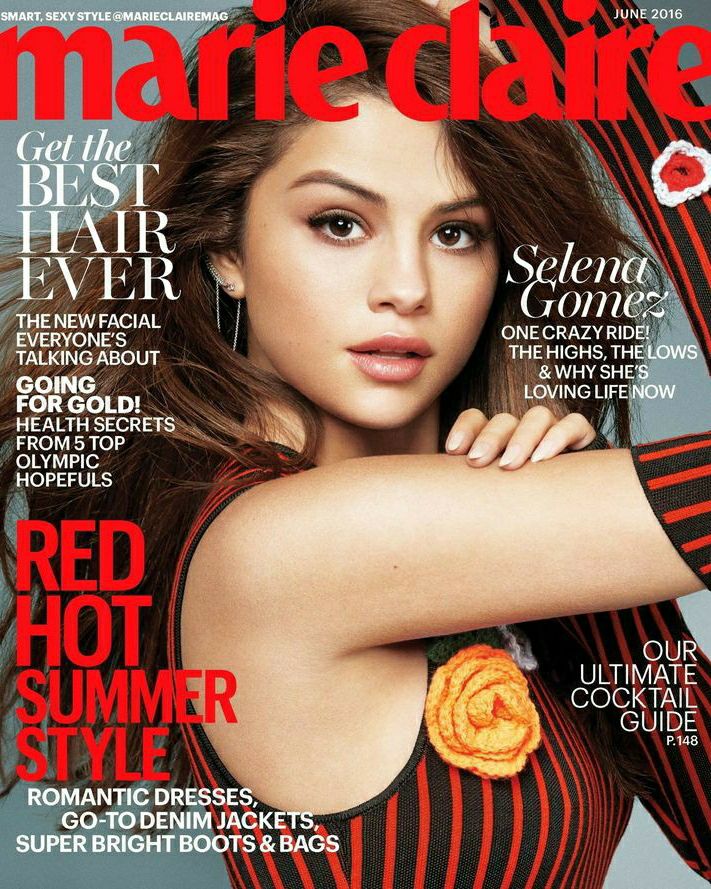 SMART, SEXY STYLE@MARIECLAIREMAG
JUNE 2016
marie claire
Get the
BEST
HAIR
EVER
THE NEW FACIAL
EVERYONE'S
TALKING ABOUT
GOING
FOR GOLD!
HEALTH SECRETS
FROM 5 TOP
OLYMPIC
HOPEFULS
Selena
Gomez
ONE CRAZY RIDE!
THE HIGHS, THE LOWS
& WHY SHE'S
LOVING LIFE NOW
RED
HOT
SUMMER
STYLE
ROMANTIC DRESSES,
GO-TO DENIM JACKETS,
SUPER BRIGHT BOOTS & BAGS
OUR
ULTIMATE
COCKTAIL
GUIDE
P.148